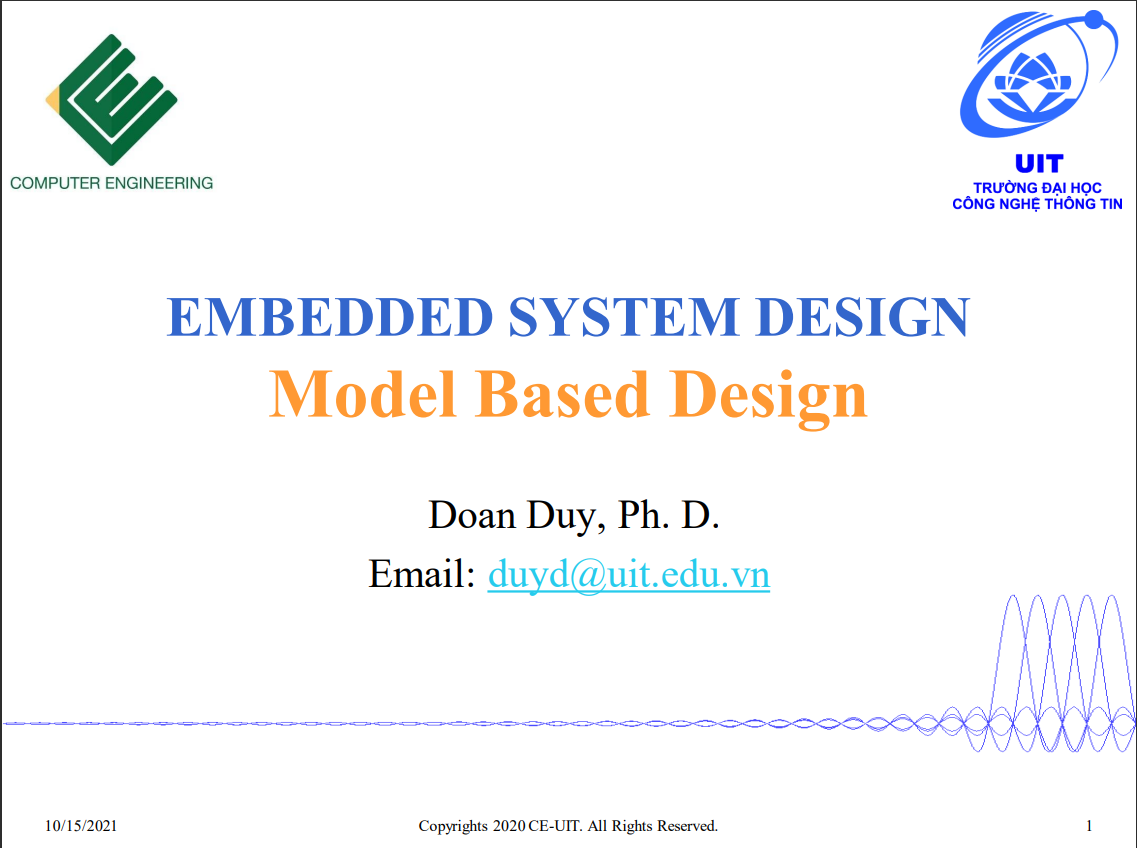 COMPUTER ENGINEERING
UIT
TRƯỜNG ĐẠI HỌC
CÔNG NGHỆ THÔNG TIN
EMBEDDED SYSTEM DESIGN
Model Based Design
Doan Duy, Ph. D.
Email: duyd@uit.edu.vn
10/15/2021
Copyrights 2020 CE-UIT. All Rights Reserved.
1